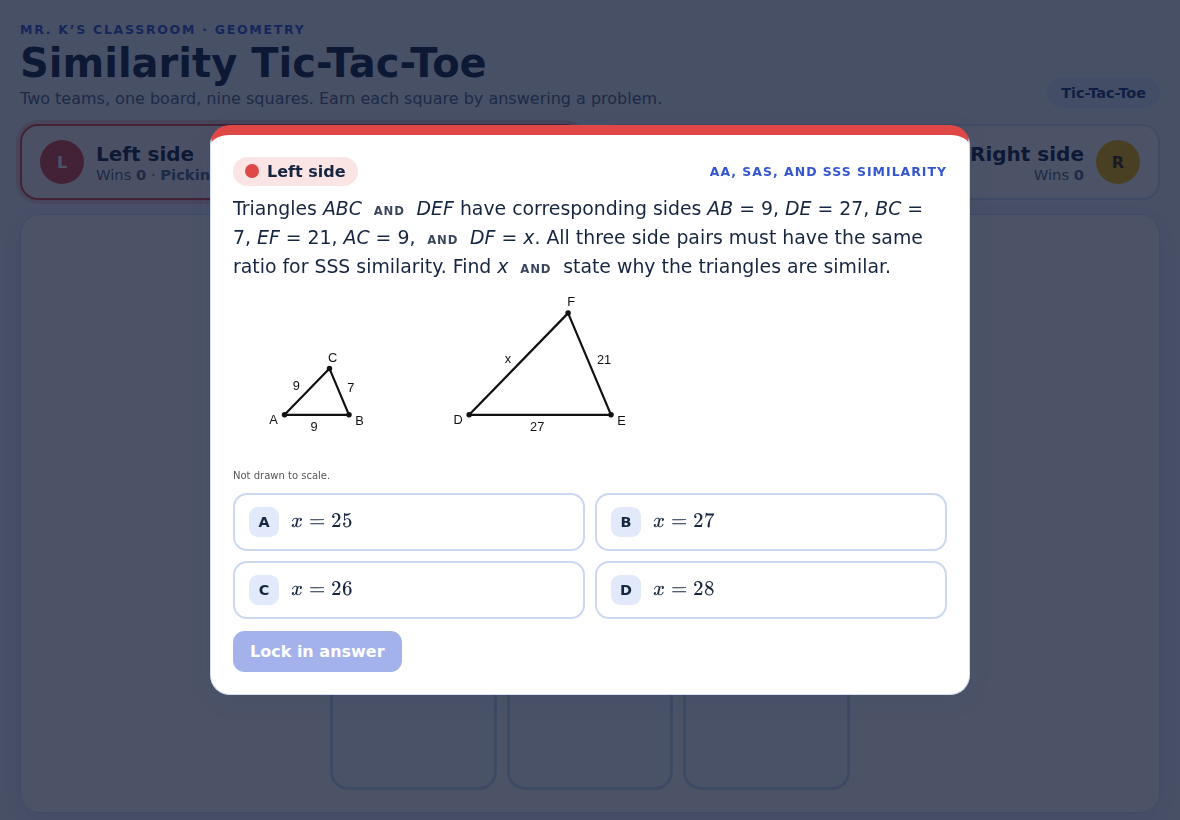 MR. K’S CLASSROOM · GEOMETRY
Similarity Tic-Tac-Toe
Two teams, one board, nine squares. Earn each square by answering a problem.
Tic-Tac-Toe
L
Left side
Wins 0 · Pickin
Right side
Wins 0
R
Left side
AA, SAS, AND SSS SIMILARITY
Triangles ABC AND DEF have corresponding sides AB = 9, DE = 27, BC =
7, EF = 21, AC = 9, AND DF = x. All three side pairs must have the same
ratio for SSS similarity. Find x AND state why the triangles are similar.
F
C
x
21
9
7
A
B
D
E
9
27
Not drawn to scale.
A x = 25
B x = 27
C x = 26
D x = 28
Lock in answer